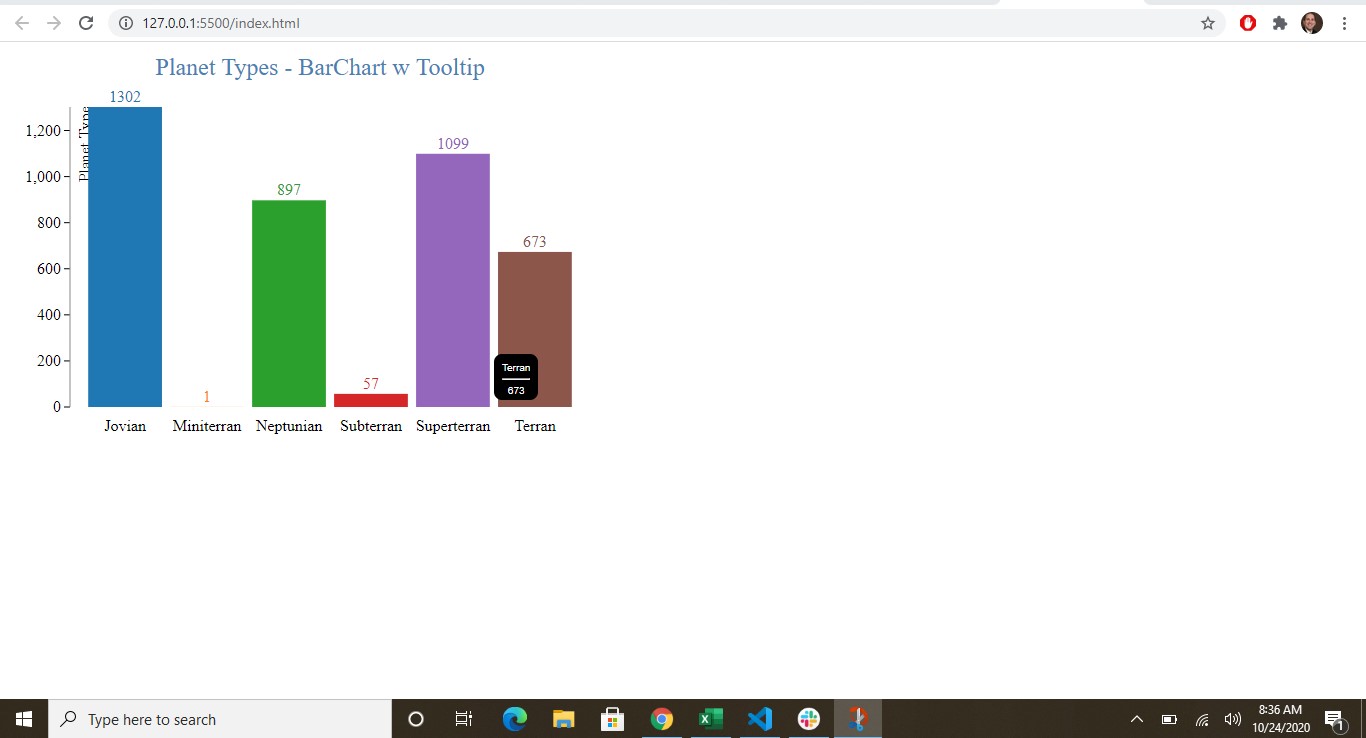 127.0.0.1:5500/index.html
Planet Types - BarChart w Tooltip
1302
1,200
Planet Type
1099
1,000
897
800
673
600
400
200
Terran
673
57
1
0
Jovian Miniterran Neptunian Subterran Superterran Terran
Type here to search
8:36 AM
10/24/2020
1